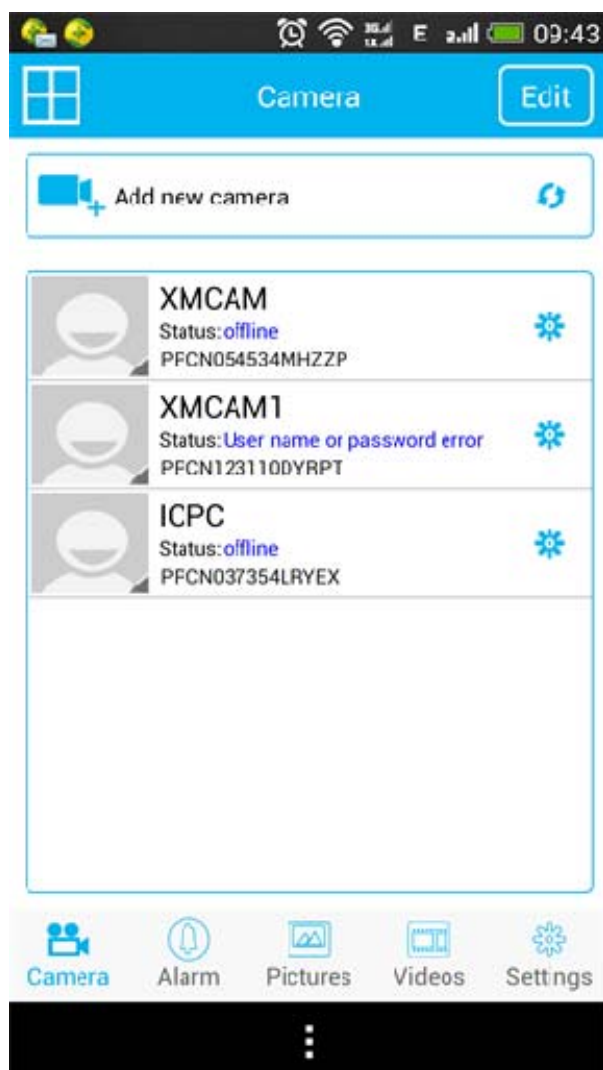 E 09:43
Camera Edit
Add new camera
XMCAM
Status:offline
PFCN054534MHZZP
XMCAM1
Status:User name or password error
PFCN123110DYRPT
ICPC
Status:offline
PFCN037354LRYEX
Camera Alarm Pictures Videos Settings